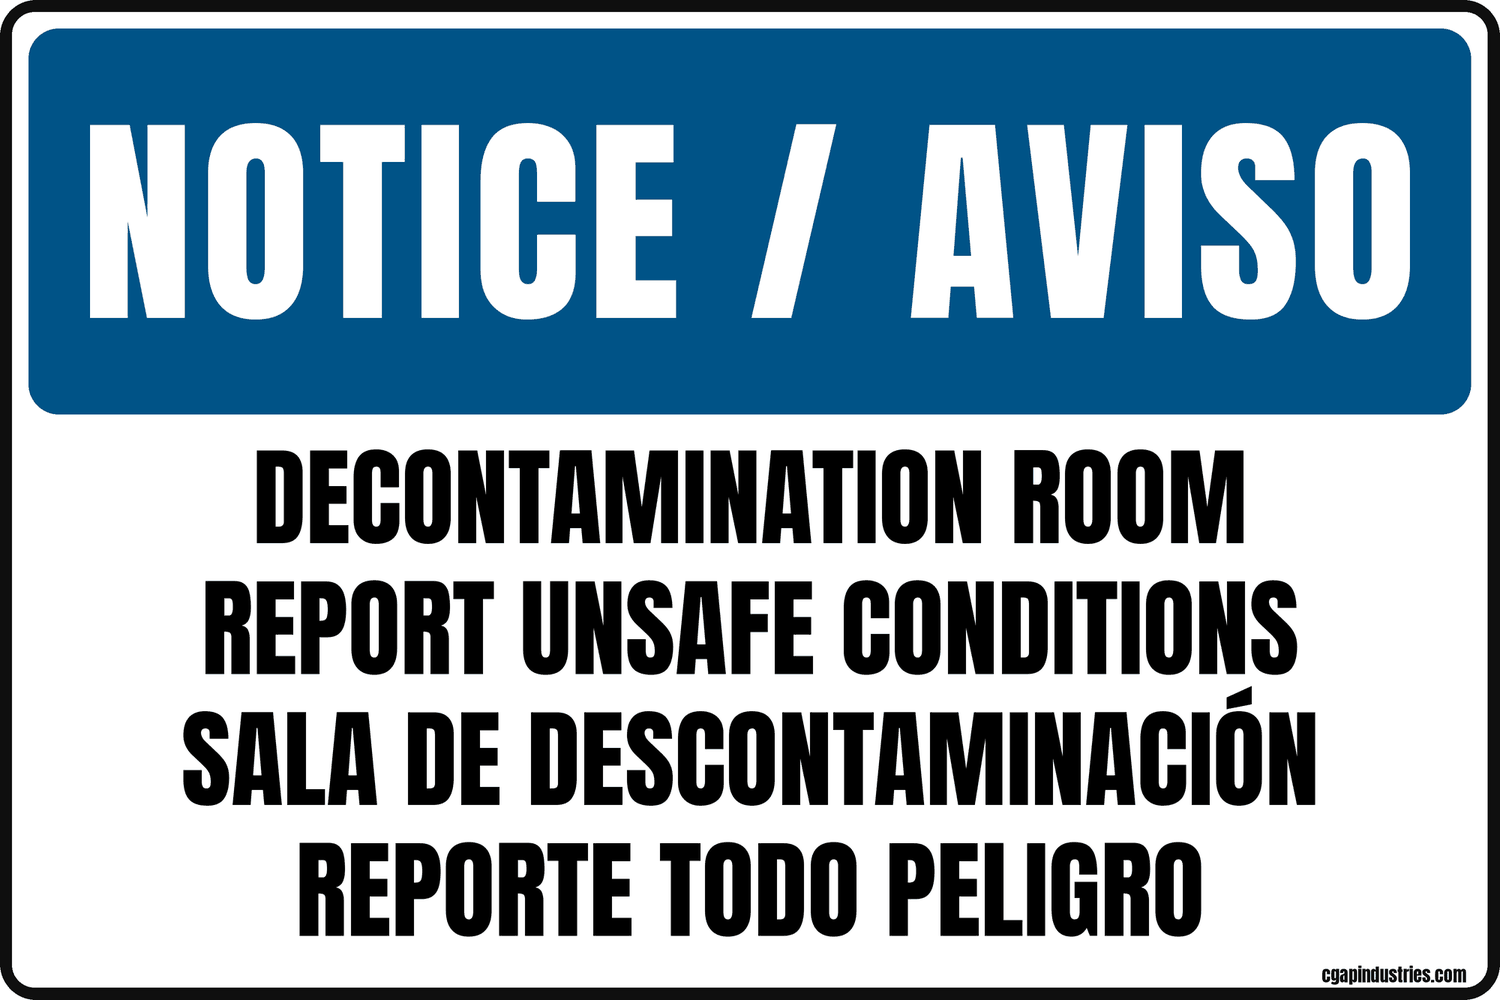 NOTICE / AVISO
DECONTAMINATION ROOM
REPORT UNSAFE CONDITIONS
SALA DE DESCONTAMINACIÓN
REPORTE TODO PELIGRO
cgapindustries.com